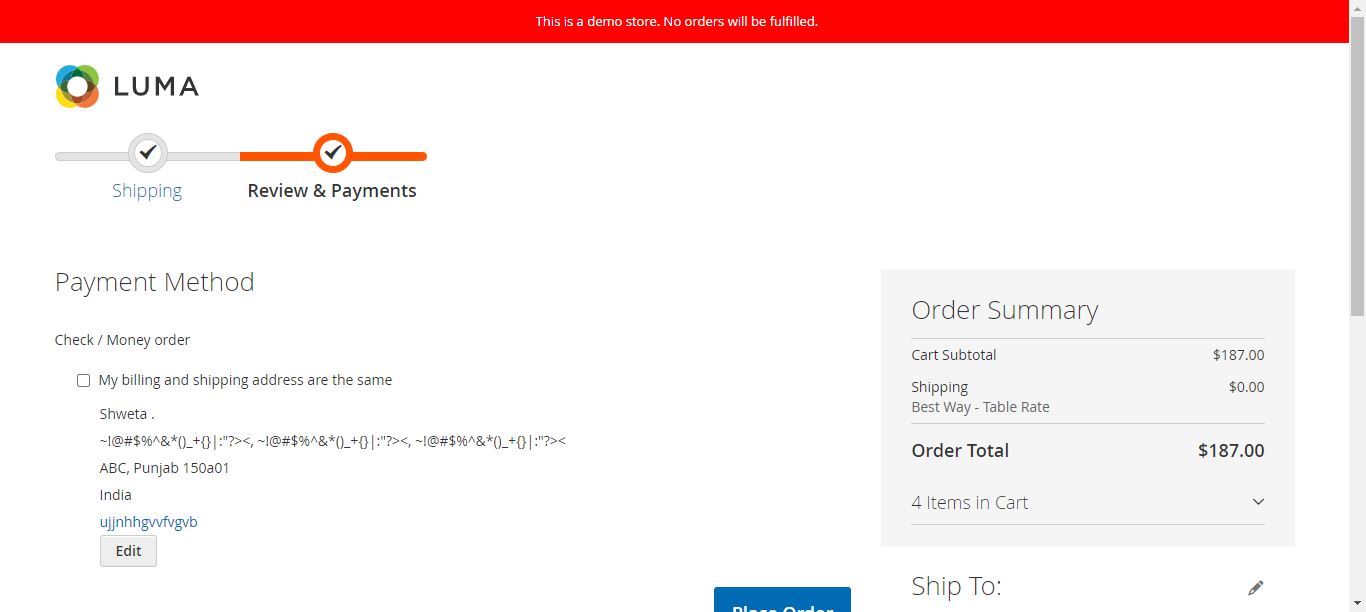 This is a demo store. No orders will be fulfilled.
LUMA
Shipping
Review & Payments
Payment Method
Check / Money order
My billing and shipping address are the same
Shweta .
~!@#$%^&*()_+{}|:"?><, ~!@#$%^&*()_+{}|:"?><, ~!@#$%^&*()_+{}|:"?><
ABC, Punjab 150a01
India
ujjnhhgvvfvgvb
Edit
Place Order
Order Summary
Cart Subtotal $187.00
Shipping $0.00
Best Way - Table Rate
Order Total $187.00
4 Items in Cart
Ship To: